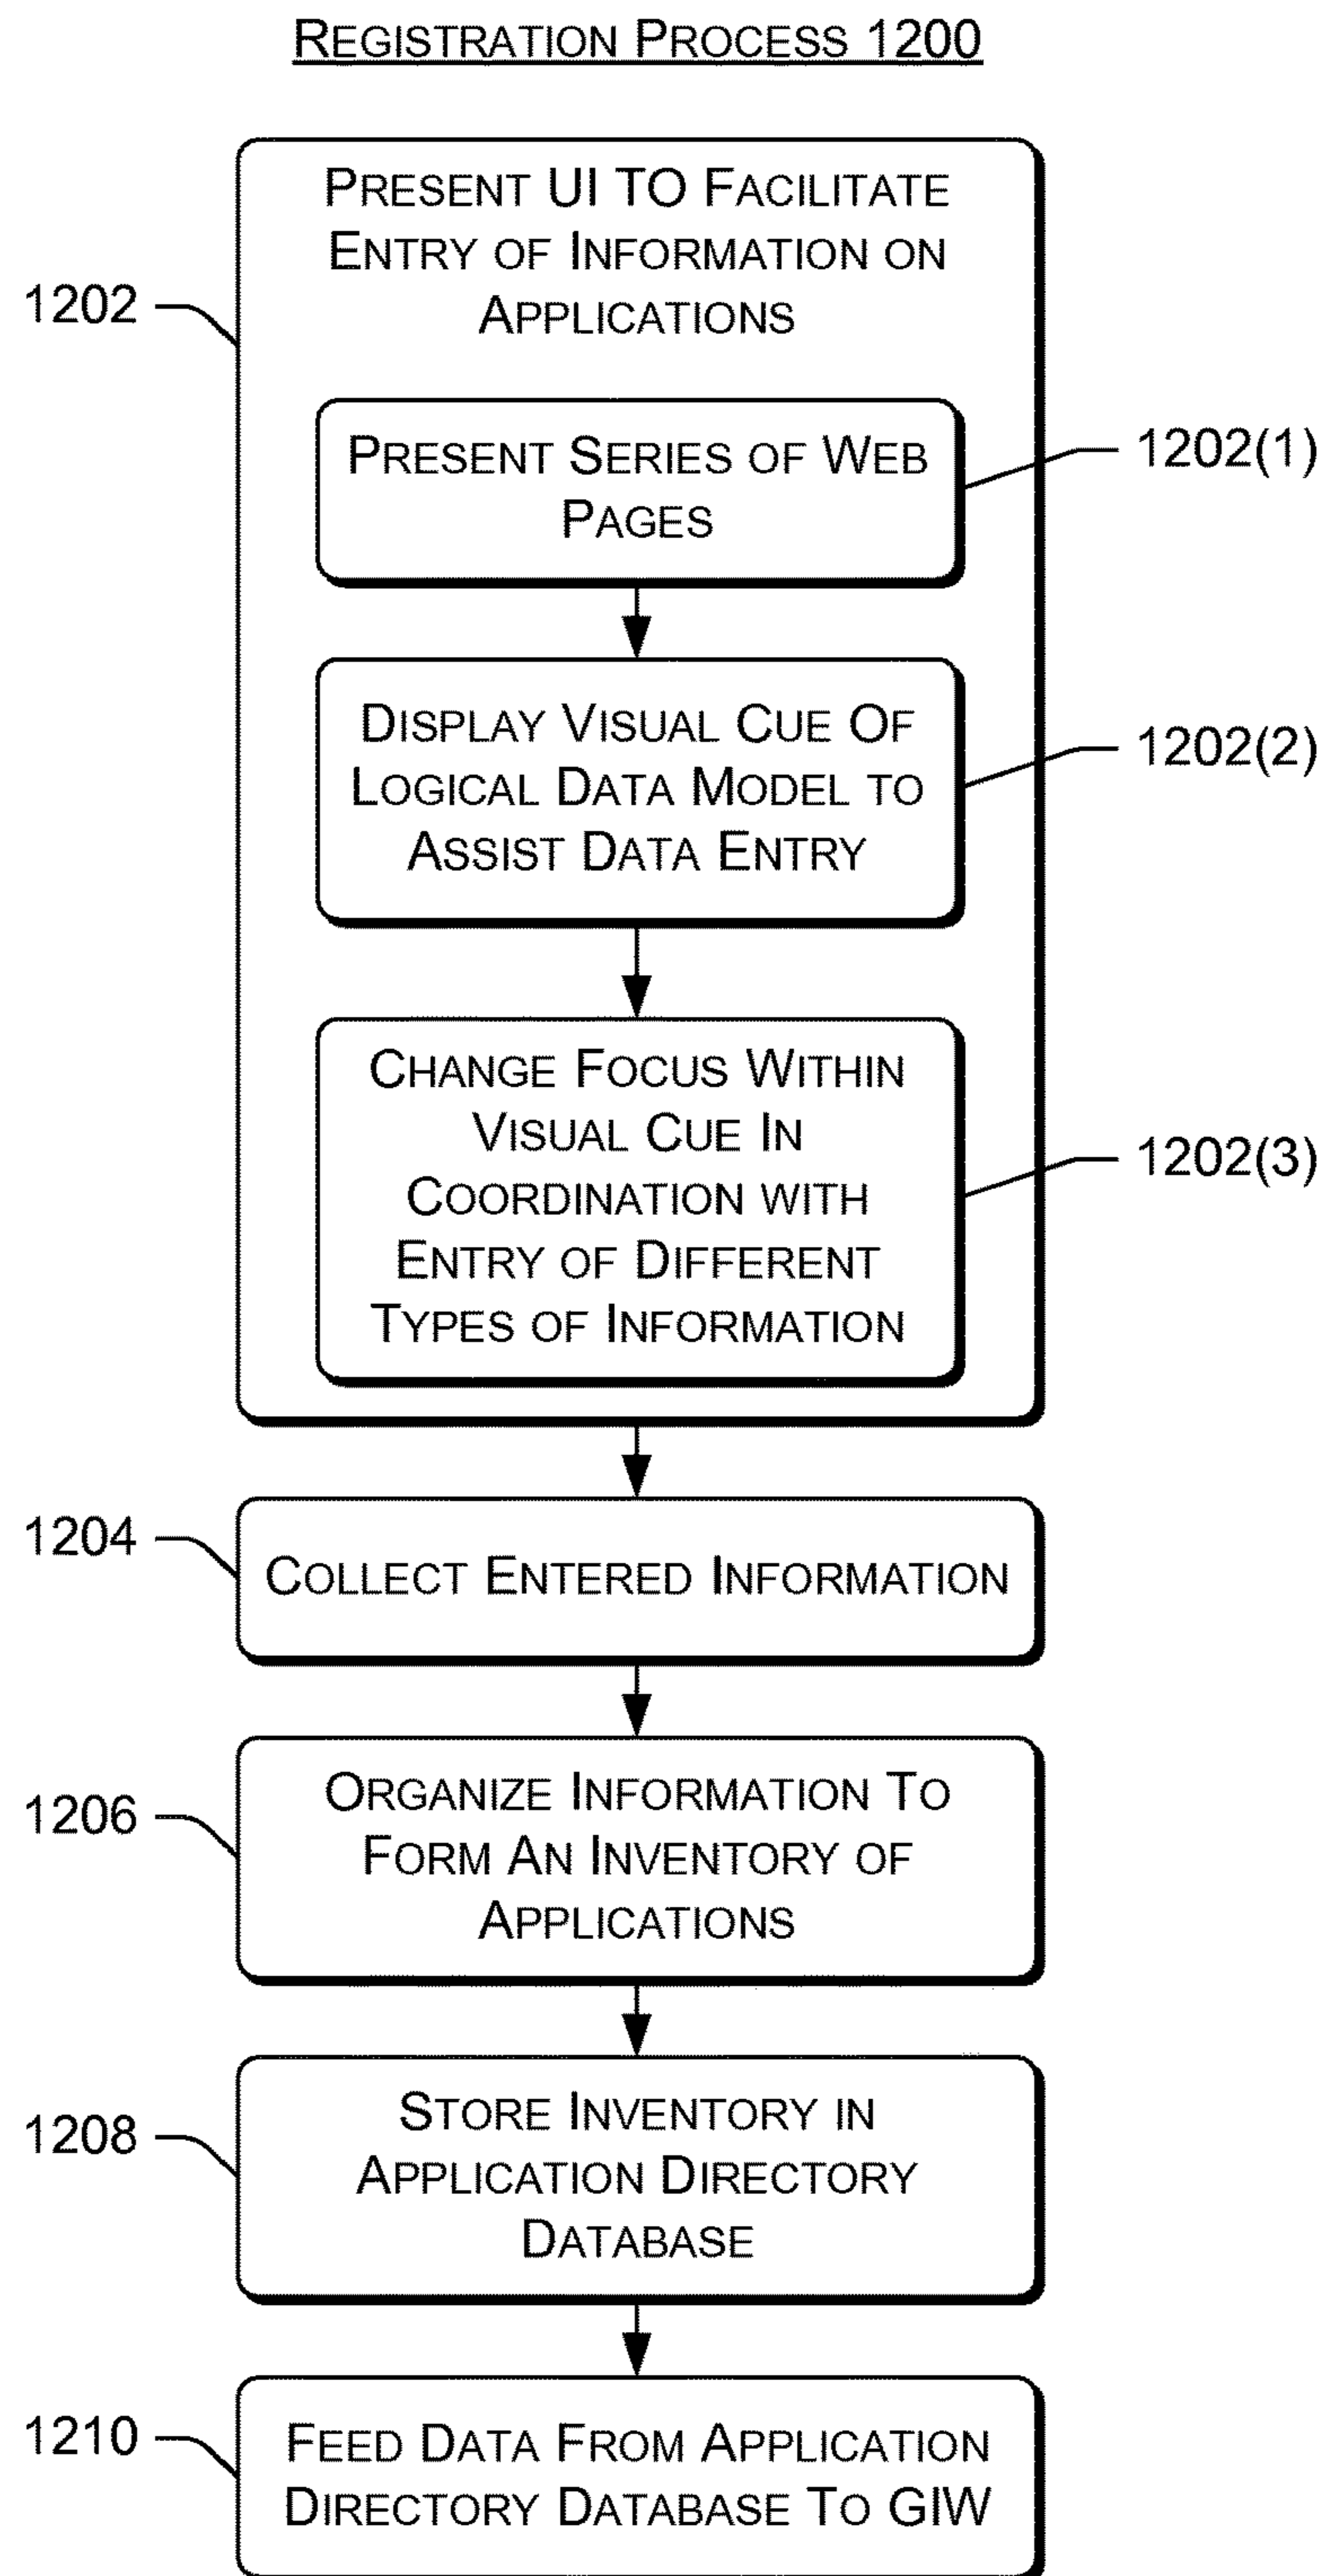 REGISTRATION PROCESS 1200
PRESENT UI TO FACILITATE
ENTRY OF INFORMATION ON
APPLICATIONS
1202
PRESENT SERIES OF WEB
PAGES
1202(1)
DISPLAY VISUAL CUE OF
LOGICAL DATA MODEL TO
ASSIST DATA ENTRY
1202(2)
CHANGE FOCUS WITHIN
VISUAL CUE IN
COORDINATION WITH
ENTRY OF DIFFERENT
TYPES OF INFORMATION
1202(3)
1204
COLLECT ENTERED INFORMATION
1206
ORGANIZE INFORMATION TO
FORM AN INVENTORY OF
APPLICATIONS
1208
STORE INVENTORY IN
APPLICATION DIRECTORY
DATABASE
1210
FEED DATA FROM APPLICATION
DIRECTORY DATABASE TO GIW